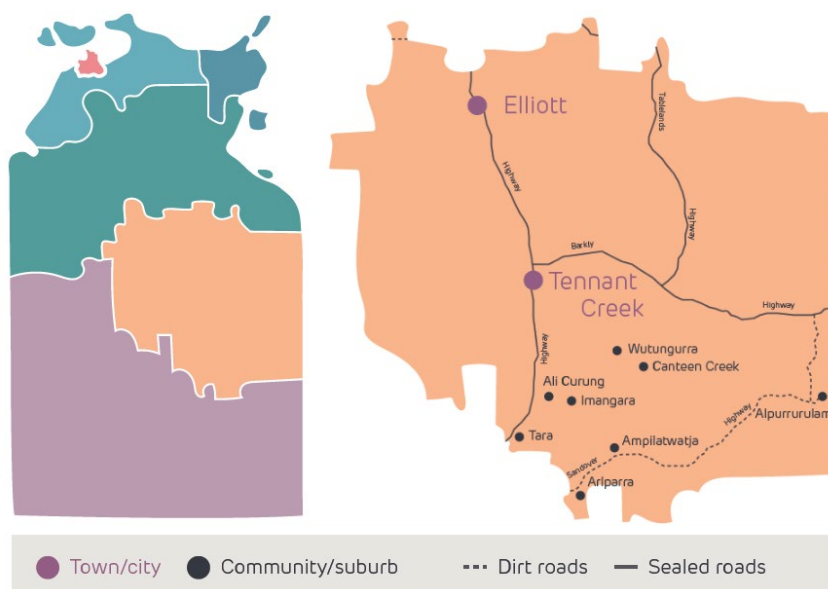 Elliott
Tablelands
Highway
Highway
Barkly
Tennant
Creek
Highway
Highway
Wutungurra
Canteen Creek
Ali Curung
Imangara
Alpurrurulam
Highway
Tara
Ampilatwatja
Sandover
Arlparra
Town/city
Community/suburb
Dirt roads
Sealed roads